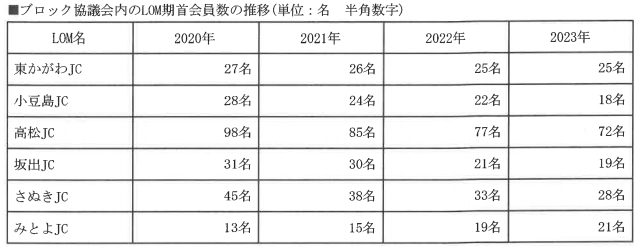 ■ブロック協議会内のLOM期首会員数の推移(単位：名　半角数字)
LOM名 2020年 2021年 2022年 2023年
東かがわJC 27名 26名 25名 25名
小豆島JC 28名 24名 22名 18名
高松JC 98名 85名 77名 72名
坂出JC 31名 30名 21名 19名
さぬきJC 45名 38名 33名 28名
みとよJC 13名 15名 19名 21名